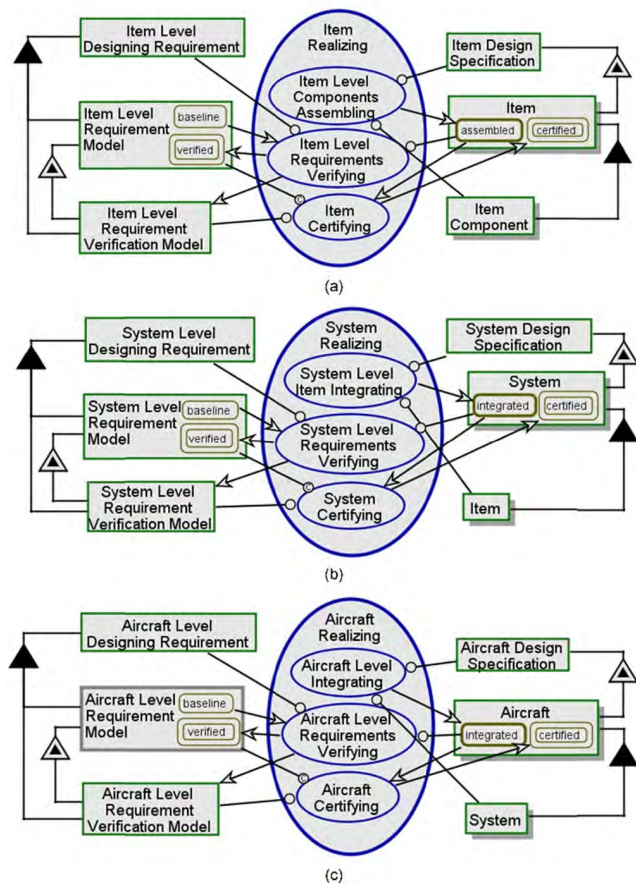 Item Level
Designing Requirement
Item
Realizing
Item Design
Specification
Item Level
Components
Assembling
Item Level
Requirement
Model
baseline
verified
Item
assembled
certified
Item Level
Requirements
Verifying
Item Level
Requirement
Verification Model
c
Item
Certifying
Item
Component
(a)
System Level
Designing Requirement
System
Realizing
System Design
Specification
System Level
Item Integrating
System Level
Requirement
Model
baseline
verified
System
integrated
certified
System Level
Requirements
Verifying
System Level
Requirement
Verification Model
c
System
Certifying
Item
(b)
Aircraft Level
Designing Requirement
Aircraft
Realizing
Aircraft Design
Specification
Aircraft Level
Integrating
Aircraft Level
Requirement
Model
baseline
verified
Aircraft
integrated
certified
Aircraft Level
Requirements
Verifying
Aircraft Level
Requirement
Verification Model
c
Aircraft
Certifying
System
(c)